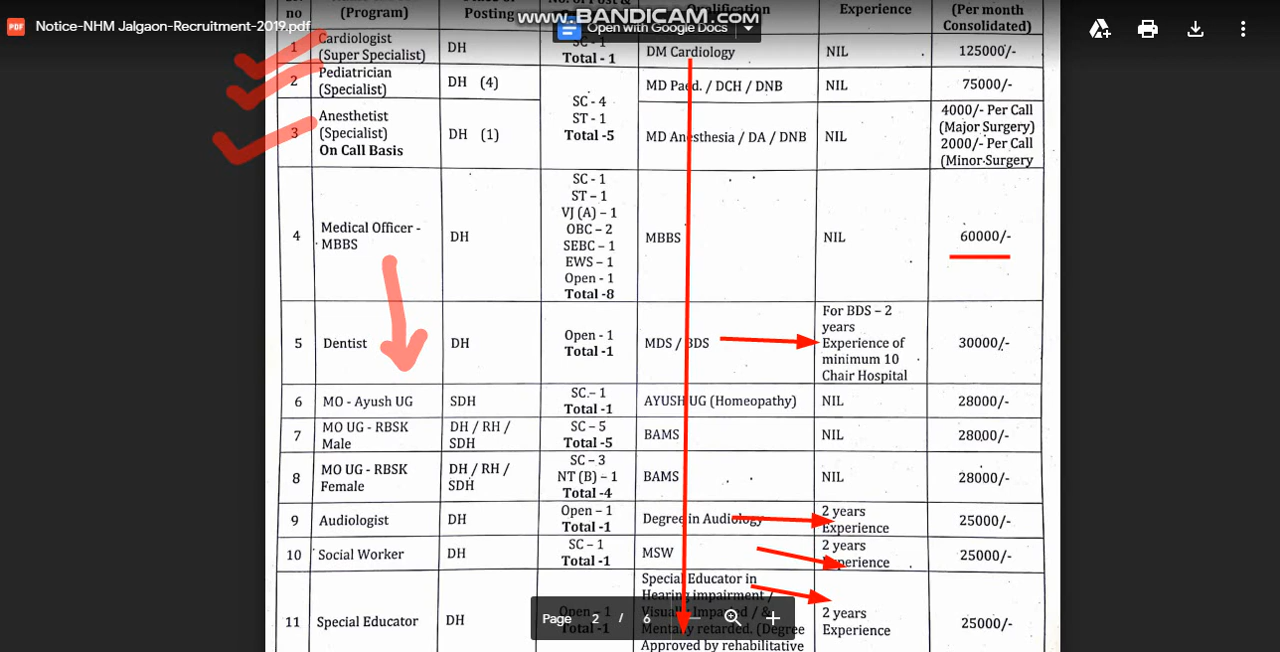 Notice-NHM Jalgaon-Recruitment-2019.pdf
www.BANDICAM.com
Open with Google Docs
no (Program) Posting Qualification Experience (Per month
Consolidated)
1 Cardiologist
(Super Specialist) DH SC - 1
Total - 1 DM Cardiology NIL 125000/-
2 Pediatrician
(Specialist) DH (4) MD Paed. / DCH / DNB NIL 75000/-
SC - 4
ST - 1
Total -5
3 Anesthetist
(Specialist)
On Call Basis DH (1) MD Anesthesia / DA / DNB NIL 4000/- Per Call
(Major Surgery)
2000/- Per Call
(Minor Surgery
4 Medical Officer -
MBBS DH SC - 1
ST – 1
VJ (A) – 1
OBC – 2
SEBC – 1
EWS – 1
Open - 1
Total -8 MBBS NIL 60000/-
5 Dentist DH Open - 1
Total -1 MDS / BDS For BDS – 2
years
Experience of
minimum 10
Chair Hospital 30000/-
6 MO - Ayush UG SDH SC – 1
Total -1 AYUSH UG (Homeopathy) NIL 28000/-
7 MO UG - RBSK
Male DH / RH /
SDH SC – 5
Total -5 BAMS NIL 28000/-
8 MO UG - RBSK
Female DH / RH /
SDH SC – 3
NT (B) – 1
Total -4 BAMS NIL 28000/-
9 Audiologist DH Open – 1
Total -1 Degree in Audiology 2 years
Experience 25000/-
10 Social Worker DH SC – 1
Total -1 MSW 2 years
Experience 25000/-
11 Special Educator DH Open – 1
Total -1 Special Educator in
Hearing impairment /
Visually Impaired / &
Mentally retarded. (Degree
Approved by rehabilitative 2 years
Experience 25000/-
Page 2 / 6